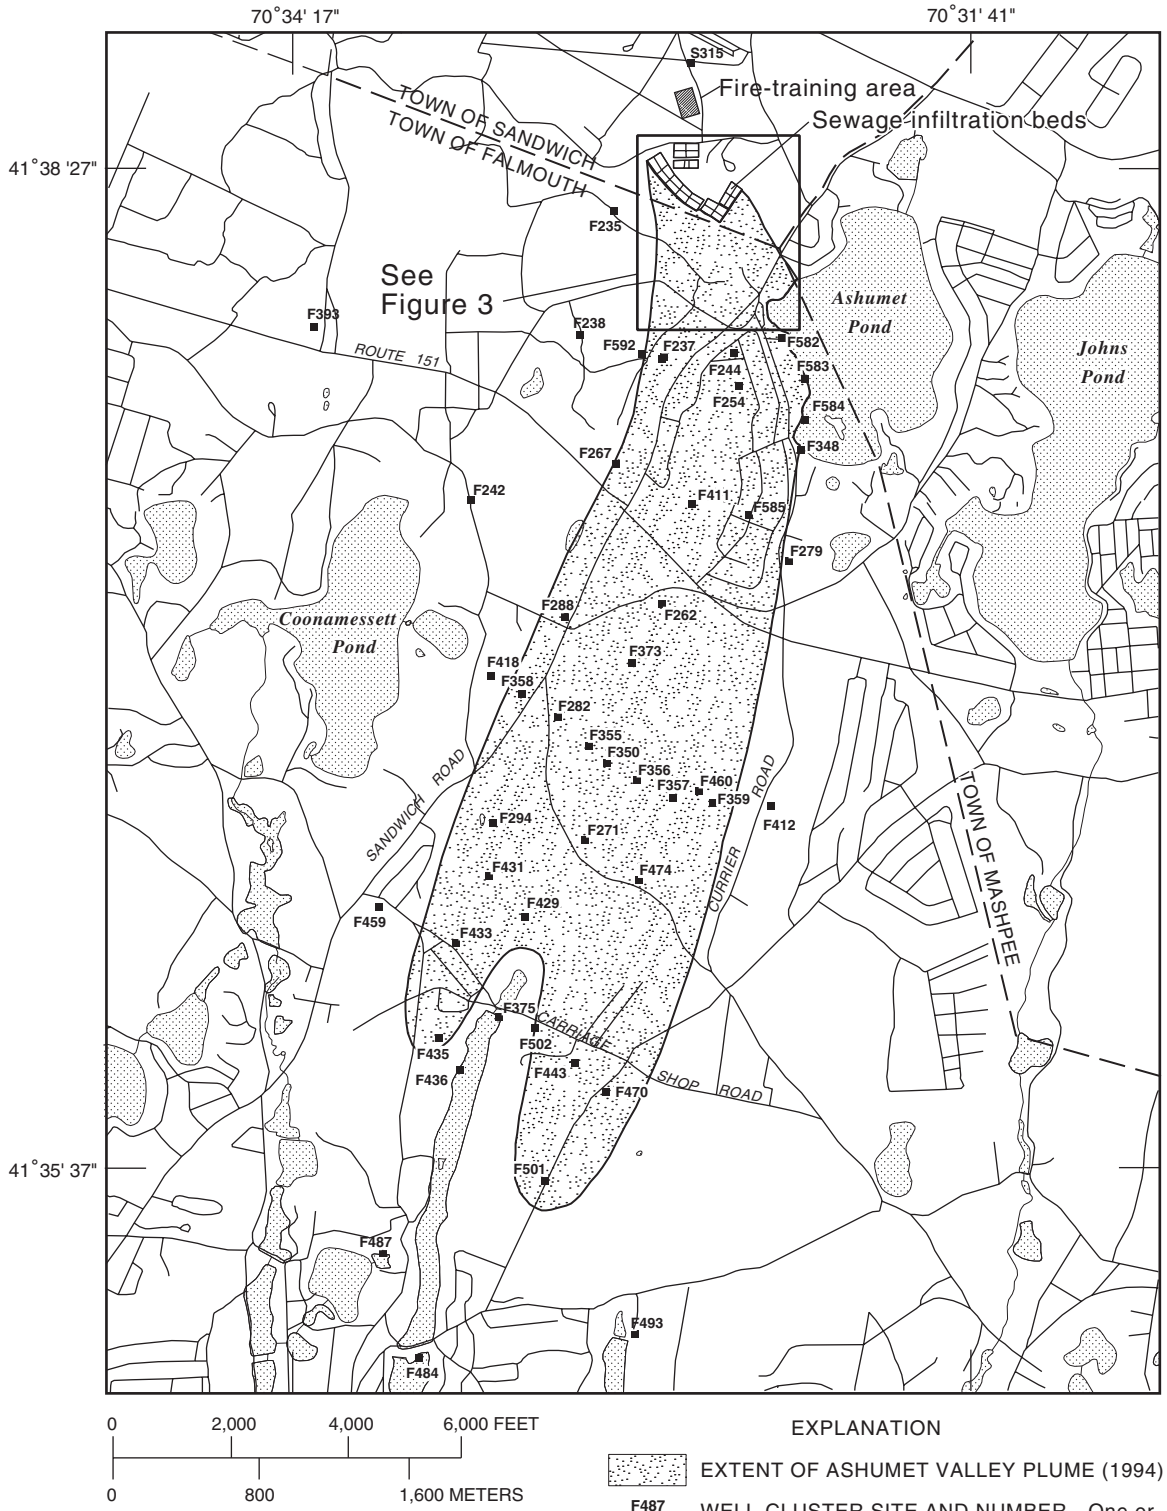 70°34' 17"
70°31' 41"
S315
Fire-training area
TOWN OF SANDWICH
Sewage infiltration beds
TOWN OF FALMOUTH
41°38 '27"
F235
See
Figure 3
Ashumet
Pond
F393
F238
F582
Johns
Pond
ROUTE 151
F592
F237
F244
F583
F254
F584
F348
F267
F242
F411
F585
F279
F288
F262
Coonamessett
Pond
F373
F418
F358
F282
F355
F350
F356
F357
F460
F359
F412
SANDWICH ROAD
CURRIER ROAD
TOWN OF MASHPEE
F294
F271
F431
F474
F429
F459
F433
F375
CARRIAGE SHOP ROAD
F435
F502
F436
F443
F470
41°35' 37"
F501
F487
F493
F484
0 2,000 4,000 6,000 FEET
0 800 1,600 METERS
EXPLANATION
EXTENT OF ASHUMET VALLEY PLUME (1994)
F487
WELL-CLUSTER SITE AND NUMBER—One or